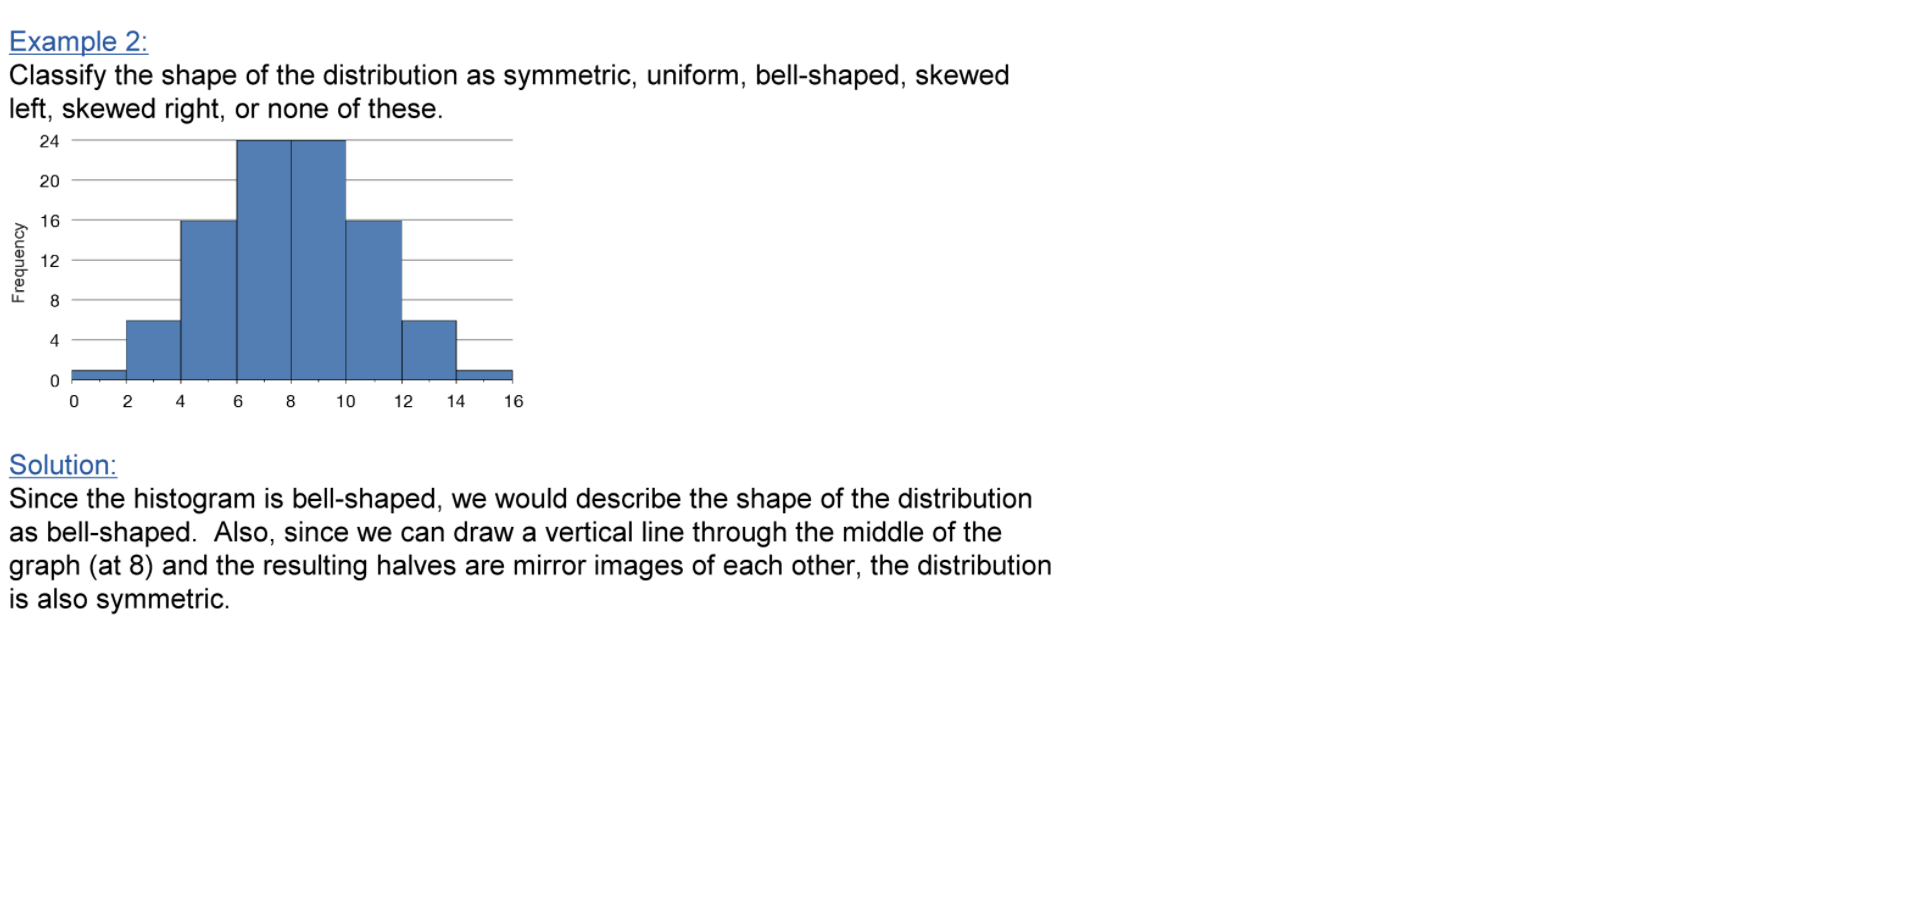 Example 2:
Classify the shape of the distribution as symmetric, uniform, bell-shaped, skewed
left, skewed right, or none of these.
24
20
16
12
8
4
0
Frequency
0 2 4 6 8 10 12 14 16
Solution:
Since the histogram is bell-shaped, we would describe the shape of the distribution
as bell-shaped.  Also, since we can draw a vertical line through the middle of the
graph (at 8) and the resulting halves are mirror images of each other, the distribution
is also symmetric.